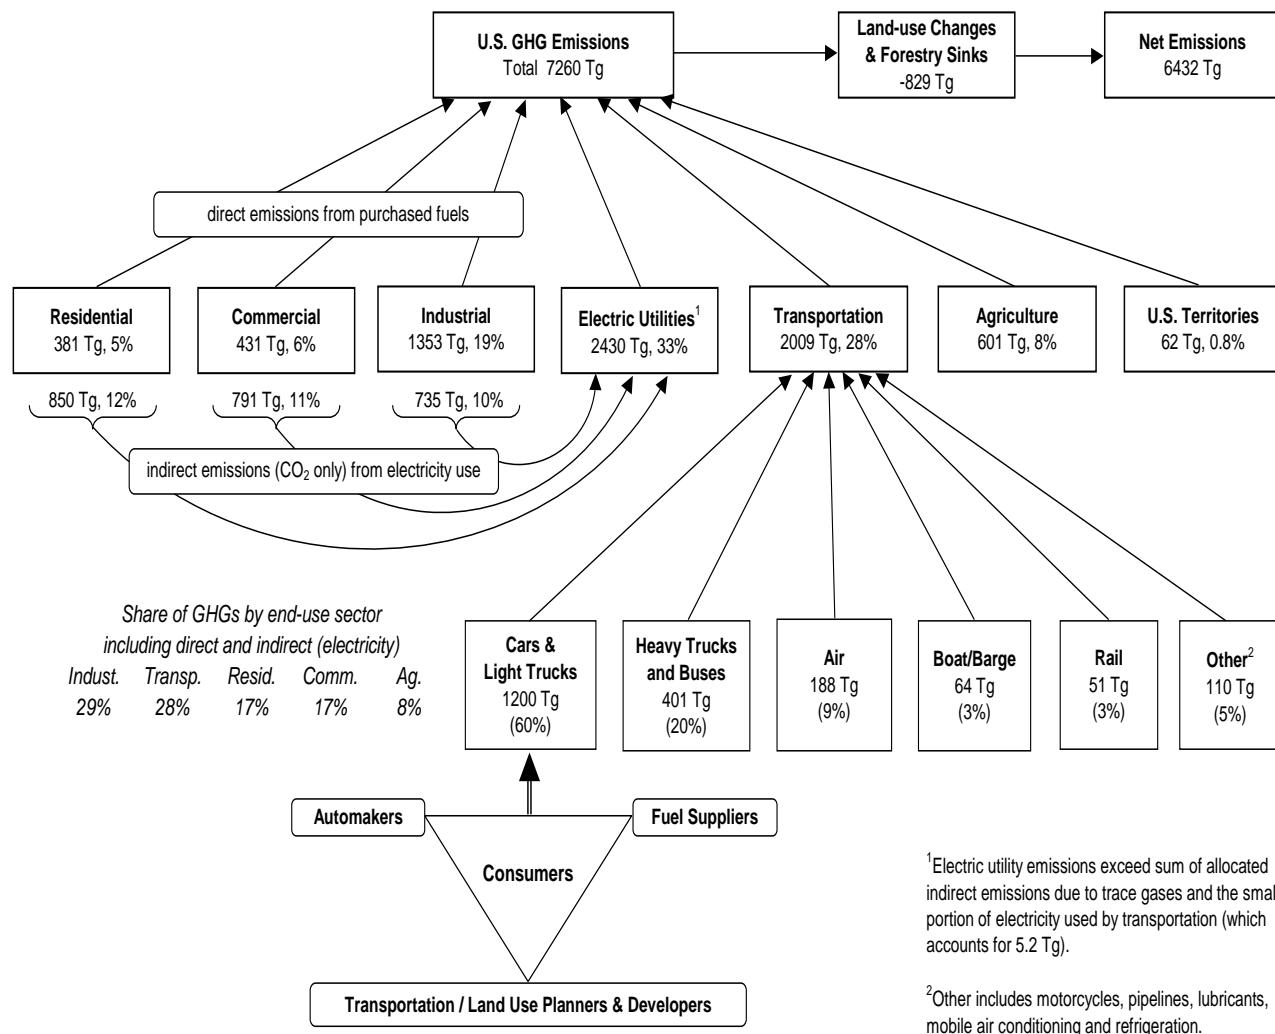 U.S. GHG Emissions
Total 7260 Tg
Land-use Changes
& Forestry Sinks
-829 Tg
Net Emissions
6432 Tg
direct emissions from purchased fuels
Residential
381 Tg, 5%
Commercial
431 Tg, 6%
Industrial
1353 Tg, 19%
Electric Utilities1
2430 Tg, 33%
Transportation
2009 Tg, 28%
Agriculture
601 Tg, 8%
U.S. Territories
62 Tg, 0.8%
850 Tg, 12%
791 Tg, 11%
735 Tg, 10%
indirect emissions (CO2 only) from electricity use
Share of GHGs by end-use sector
including direct and indirect (electricity)
Indust. Transp. Resid. Comm. Ag.
29% 28% 17% 17% 8%
Cars &
Light Trucks
1200 Tg
(60%)
Heavy Trucks
and Buses
401 Tg
(20%)
Air
188 Tg
(9%)
Boat/Barge
64 Tg
(3%)
Rail
51 Tg
(3%)
Other2
110 Tg
(5%)
Automakers
Fuel Suppliers
Consumers
Transportation / Land Use Planners & Developers
1Electric utility emissions exceed sum of allocated
indirect emissions due to trace gases and the smal
portion of electricity used by transportation (which
accounts for 5.2 Tg).
2Other includes motorcycles, pipelines, lubricants,
mobile air conditioning and refrigeration.